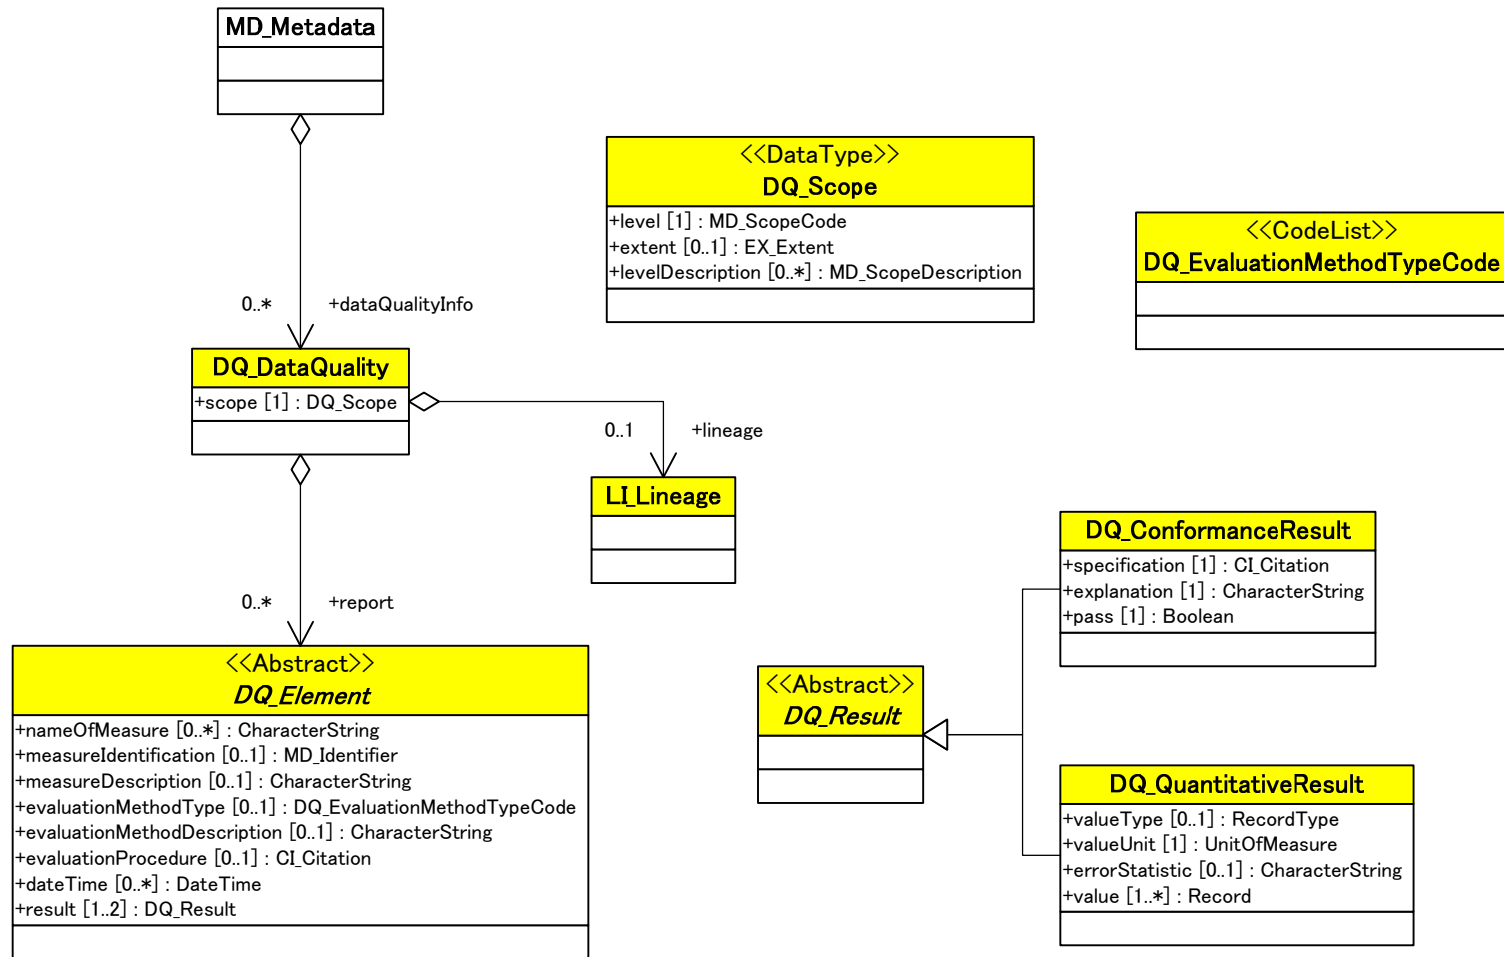 MD_Metadata
<<DataType>>
DQ_Scope
+level [1] : MD_ScopeCode
+extent [0..1] : EX_Extent
+levelDescription [0..*] : MD_ScopeDescription
<<CodeList>>
DQ_EvaluationMethodTypeCode
0..* +dataQualityInfo
DQ_DataQuality
+scope [1] : DQ_Scope
0..1 +lineage
LI_Lineage
0..* +report
<<Abstract>>
DQ_Element
+nameOfMeasure [0..*] : CharacterString
+measureIdentification [0..1] : MD_Identifier
+measureDescription [0..1] : CharacterString
+evaluationMethodType [0..1] : DQ_EvaluationMethodTypeCode
+evaluationMethodDescription [0..1] : CharacterString
+evaluationProcedure [0..1] : CI_Citation
+dateTime [0..*] : DateTime
+result [1..2] : DQ_Result
<<Abstract>>
DQ_Result
DQ_ConformanceResult
+specification [1] : CI_Citation
+explanation [1] : CharacterString
+pass [1] : Boolean
DQ_QuantitativeResult
+valueType [0..1] : RecordType
+valueUnit [1] : UnitOfMeasure
+errorStatistic [0..1] : CharacterString
+value [1..*] : Record